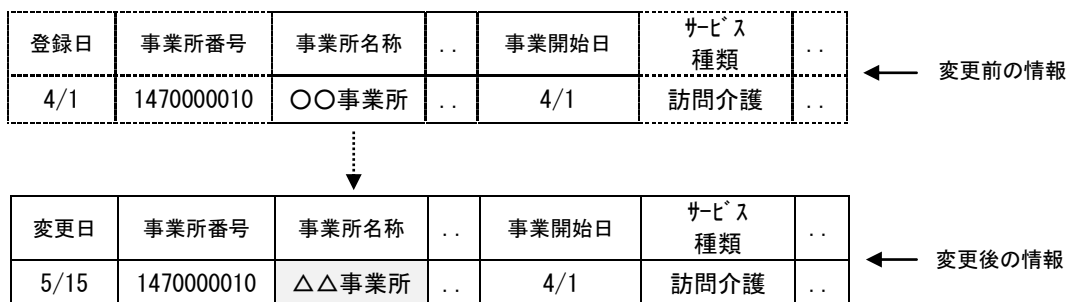 登録日 事業所番号 事業所名称 .. 事業開始日 ｻｰﾋﾞｽ 種類 ..
4/1 1470000010 〇〇事業所 .. 4/1 訪問介護 ..
変更前の情報
変更日 事業所番号 事業所名称 .. 事業開始日 ｻｰﾋﾞｽ 種類 ..
5/15 1470000010 △△事業所 .. 4/1 訪問介護 ..
変更後の情報